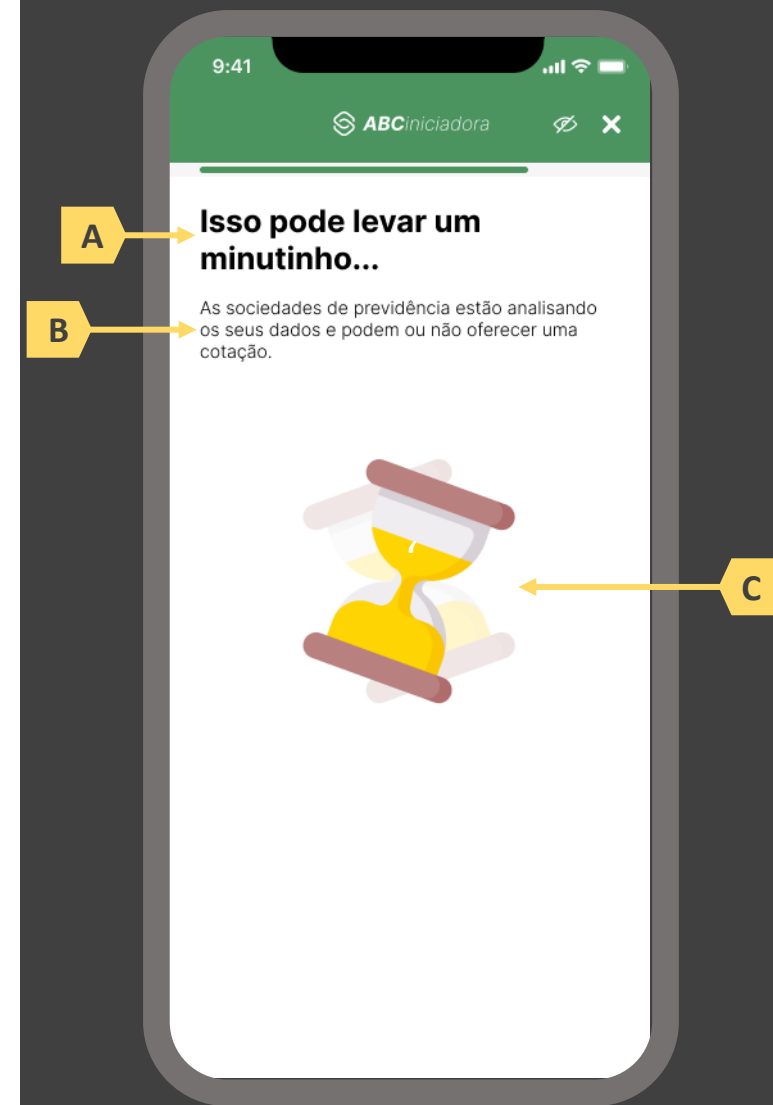 9:41
ABCiniciadora
A
Isso pode levar um
minutinho...
B
As sociedades de previdência estão analisando
os seus dados e podem ou não oferecer uma
cotação.
C